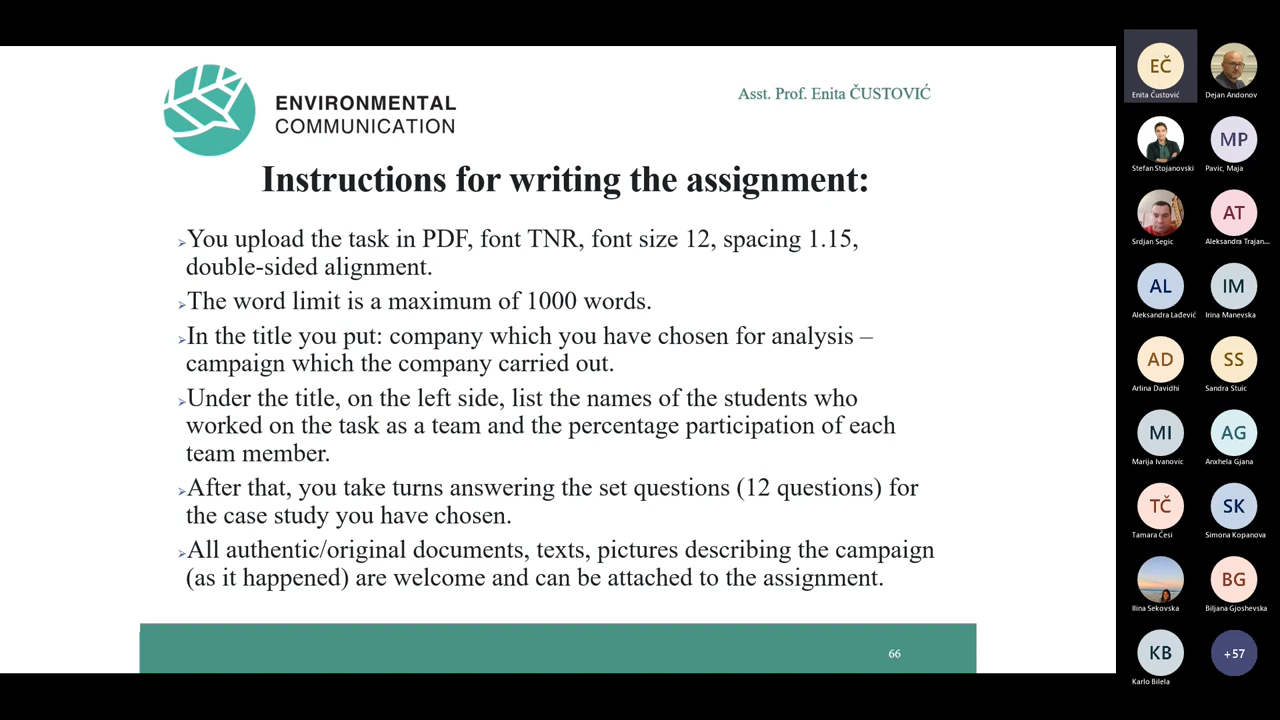 ENVIRONMENTAL
COMMUNICATION
Asst. Prof. Enita ČUSTOVIĆ
Instructions for writing the assignment:
You upload the task in PDF, font TNR, font size 12, spacing 1.15,
double-sided alignment.
The word limit is a maximum of 1000 words.
In the title you put: company which you have chosen for analysis –
campaign which the company carried out.
Under the title, on the left side, list the names of the students who
worked on the task as a team and the percentage participation of each
team member.
After that, you take turns answering the set questions (12 questions) for
the case study you have chosen.
All authentic/original documents, texts, pictures describing the campaign
(as it happened) are welcome and can be attached to the assignment.
66
EČ
Enita Čustović
Dejan Andonov
Stefan Stojanovski
MP
Pavic, Maja
Srdjan Segic
AT
Aleksandra Trajan...
AL
Aleksandra Lađević
IM
Irina Manevska
AD
Arlina Davidhi
SS
Sandra Stuic
MI
Marija Ivanovic
AG
Anxhela Gjana
TČ
Tamara Česi
SK
Simona Kopanova
Ilina Sekovska
BG
Biljana Gjoshevska
KB
Karlo Bilela
+57